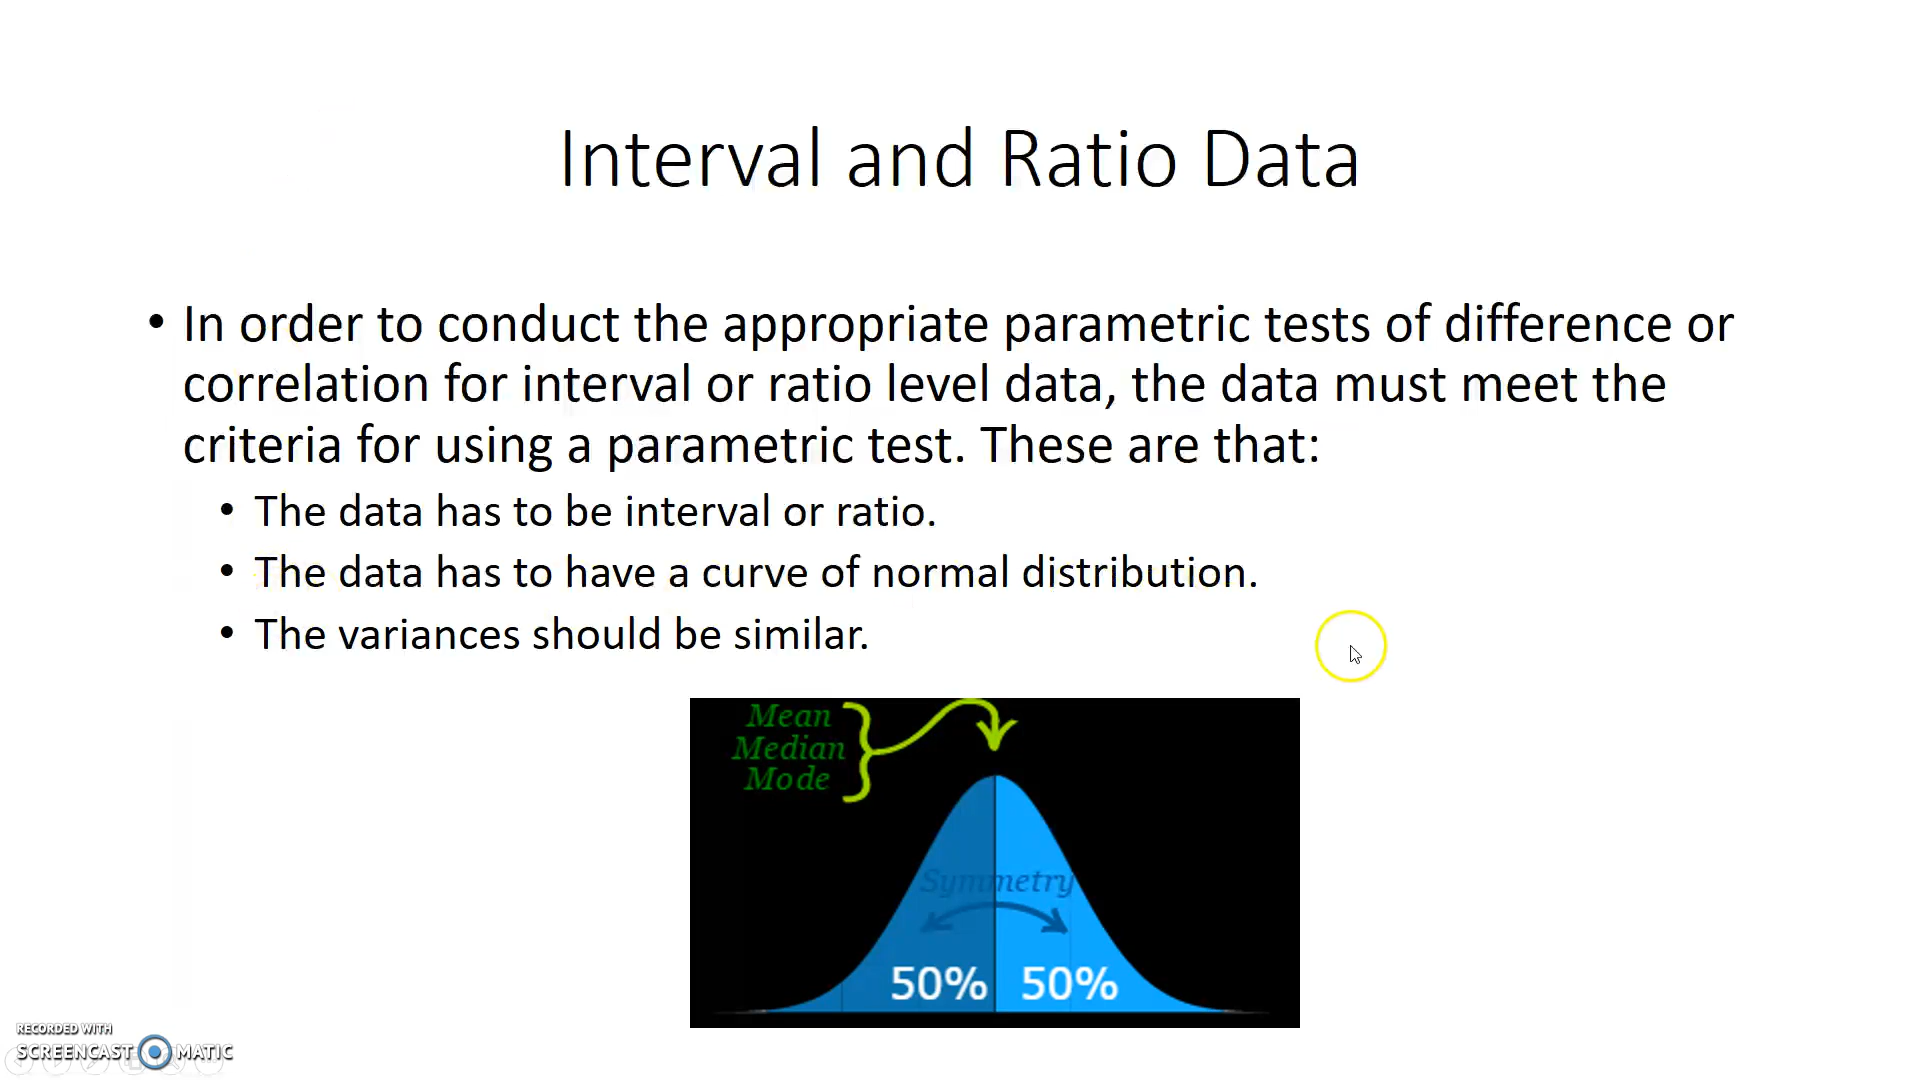 Interval and Ratio Data
• In order to conduct the appropriate parametric tests of difference or
correlation for interval or ratio level data, the data must meet the
criteria for using a parametric test. These are that:
• The data has to be interval or ratio.
• The data has to have a curve of normal distribution.
• The variances should be similar.
Mean
Median
Mode
Symmetry
50% 50%
RECORDED WITH
SCREENCAST MATIC